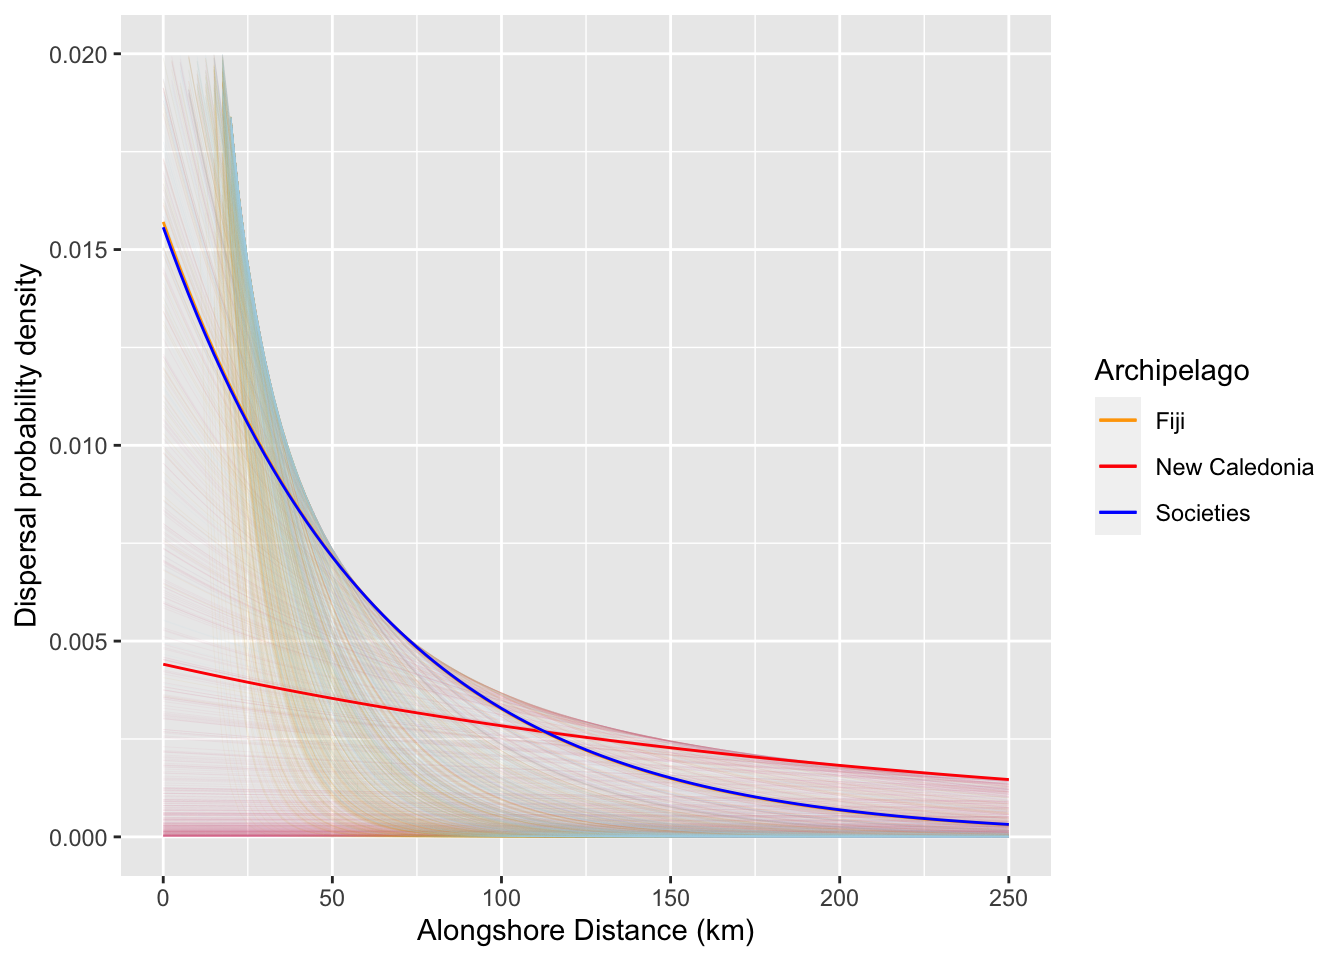 0.020
0.015
0.010
0.005
0.000
Dispersal probability density
0
50
100
150
200
250
Alongshore Distance (km)
Archipelago
Fiji
New Caledonia
Societies